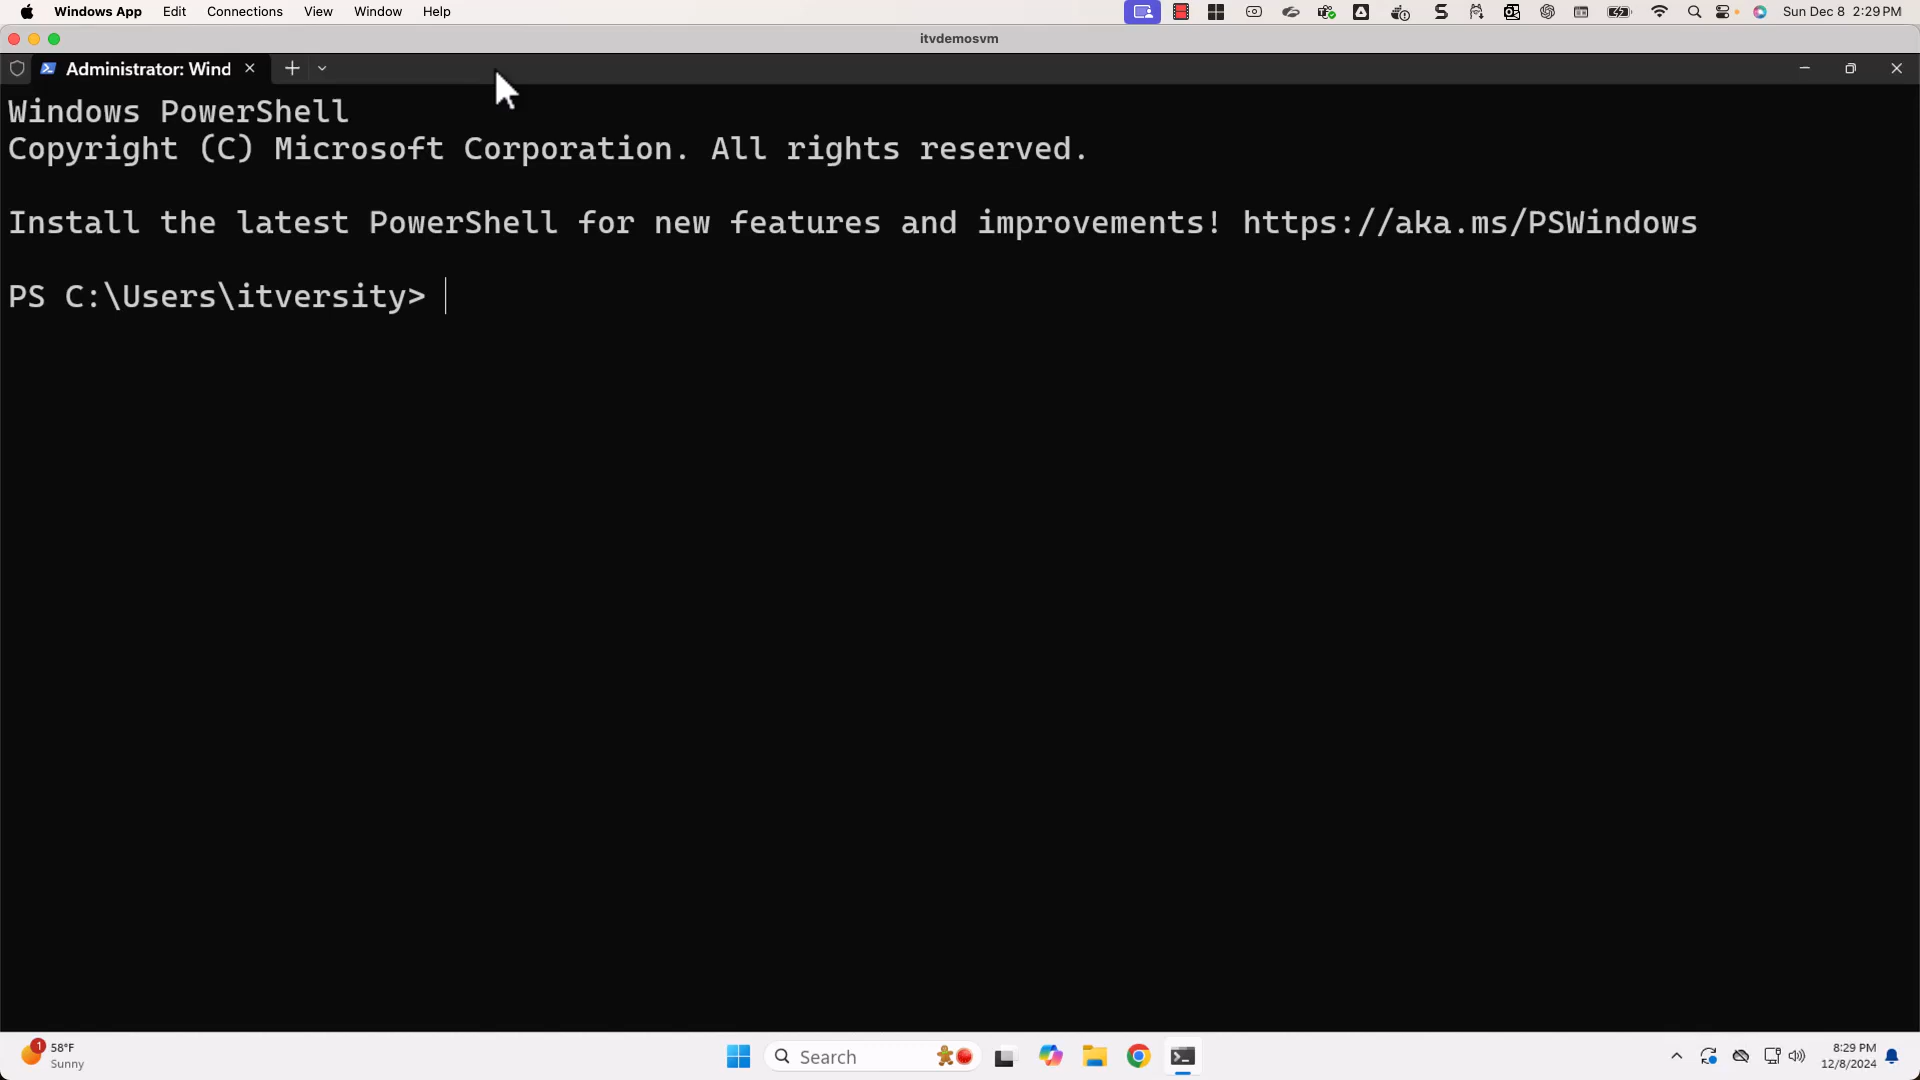 Windows App Edit Connections View Window Help Sun Dec 8 2:29 PM
itvdemosvm
Administrator: Wind
Windows PowerShell
Copyright (C) Microsoft Corporation. All rights reserved.
Install the latest PowerShell for new features and improvements! https://aka.ms/PSWindows
PS C:\Users\itversity>
1
58°F
Sunny
Search
8:29 PM
12/8/2024